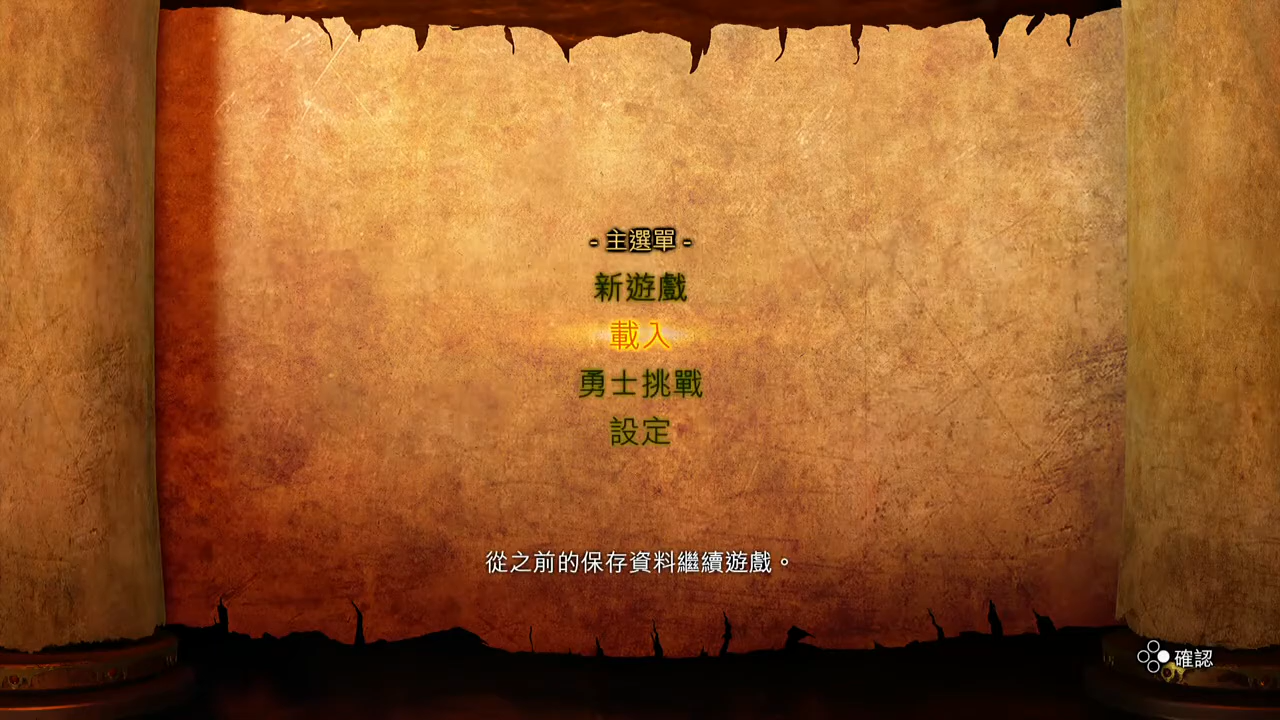 - 主選單 -
新遊戲
載入
勇士挑戰
設定
從之前的保存資料繼續遊戲。
確認